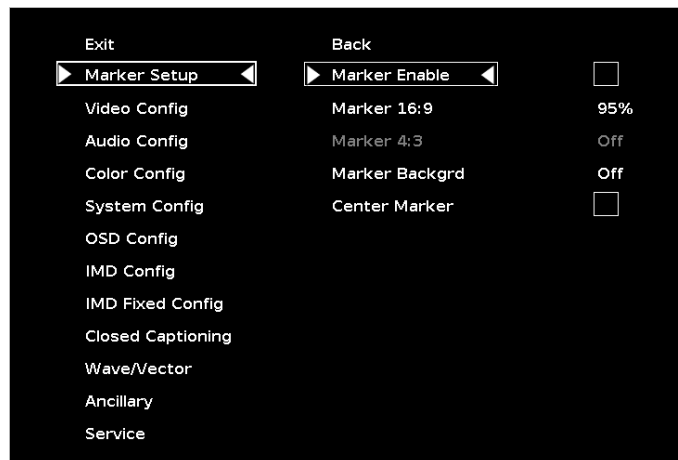 Exit
Marker Setup
Video Config
Audio Config
Color Config
System Config
OSD Config
IMD Config
IMD Fixed Config
Closed Captioning
Wave/Vector
Ancillary
Service
Back
Marker Enable
Marker 16:9 95%
Marker 4:3 Off
Marker Backgrd Off
Center Marker